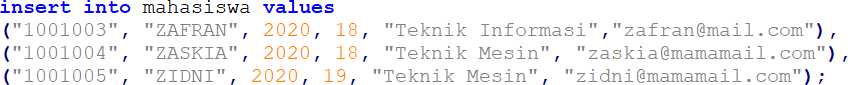 insert into mahasiswa values
("1001003", "ZAFRAN", 2020, 18, "Teknik Informasi","zafran@mail.com"),
("1001004", "ZASKIA", 2020, 18, "Teknik Mesin", "zaskia@mamamail.com"),
("1001005", "ZIDNI", 2020, 19, "Teknik Mesin", "zidni@mamamail.com");